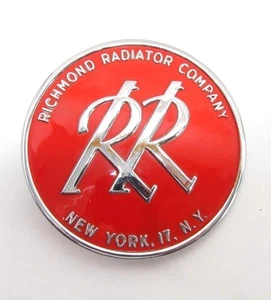 RICHMOND RADIATOR COMPANY
RR
NEW YORK, 17, N.Y.